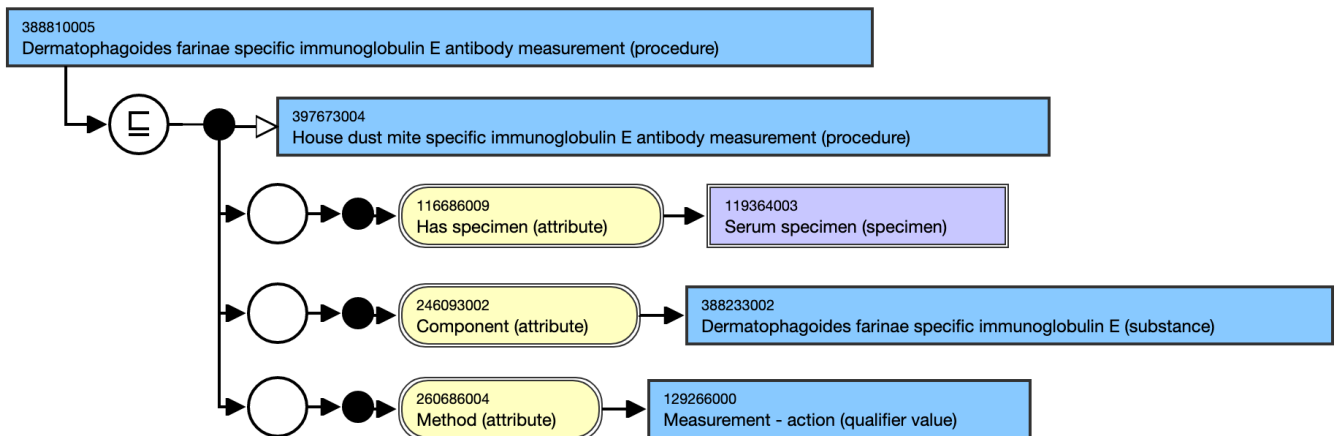 388810005
Dermatophagoides farinae specific immunoglobulin E antibody measurement (procedure)
⊑
397673004
House dust mite specific immunoglobulin E antibody measurement (procedure)
116686009
Has specimen (attribute)
119364003
Serum specimen (specimen)
246093002
Component (attribute)
388233002
Dermatophagoides farinae specific immunoglobulin E (substance)
260686004
Method (attribute)
129266000
Measurement - action (qualifier value)